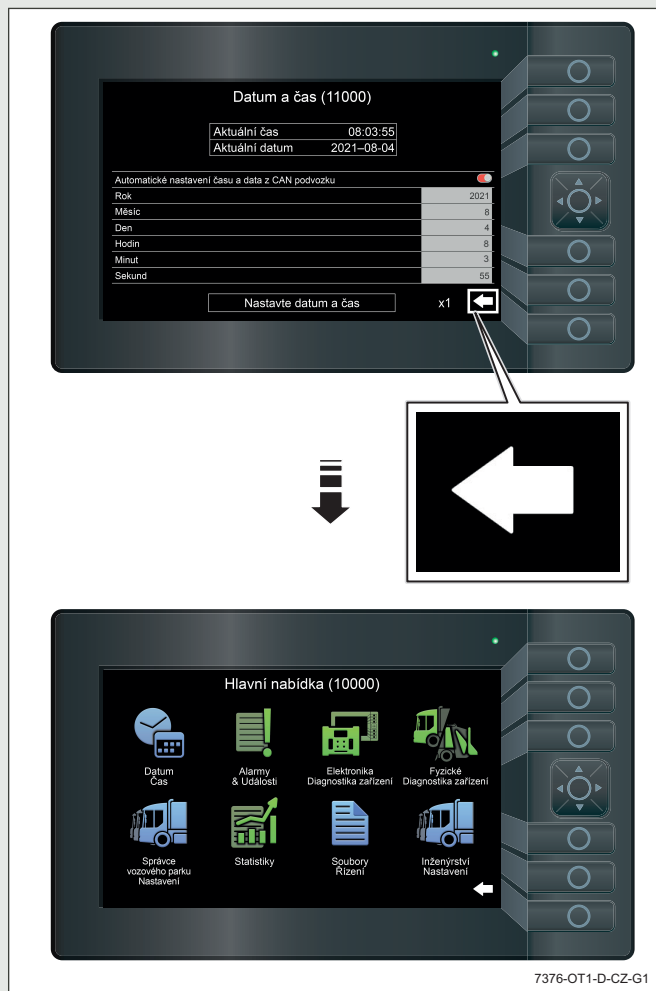 Datum a čas (11000)
Aktuální čas 08:03:55
Aktuální datum 2021–08-04
Automatické nastavení času a data z CAN podvozku
Rok 2021
Měsíc 8
Den 4
Hodin 8
Minut 3
Sekund 55
Nastavte datum a čas x1
Hlavní nabídka (10000)
Datum
Čas
Alarmy
& Události
Elektronika
Diagnostika zařízení
Fyzické
Diagnostika zařízení
Správce
vozového parku
Nastavení
Statistiky
Soubory
Řízení
Inženýrství
Nastavení
7376-OT1-D-CZ-G1